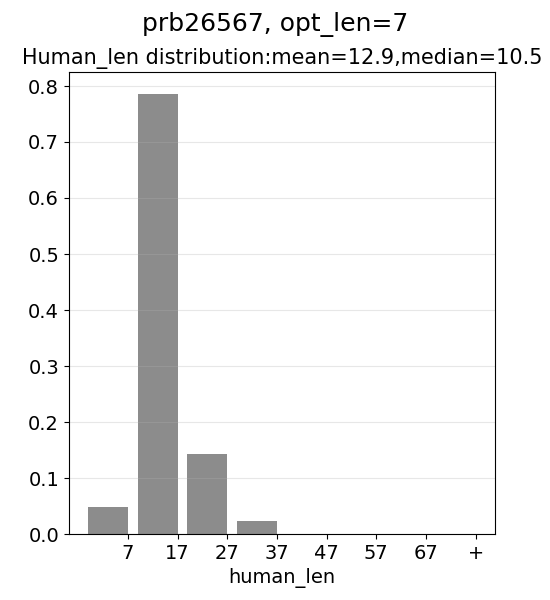 prb26567, opt_len=7
Human_len distribution:mean=12.9,median=10.5
0.8
0.7
0.6
0.5
0.4
0.3
0.2
0.1
0.0
7 17 27 37 47 57 67 +
human_len